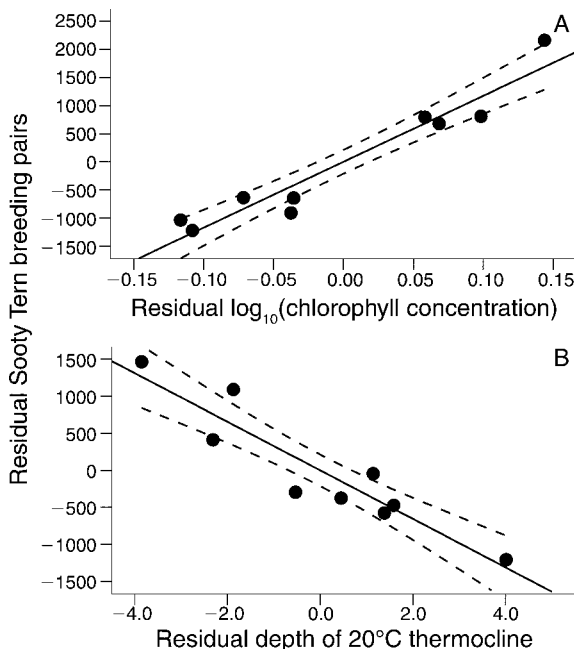 A
2500
2000
1500
1000
500
0
−500
−1000
−1500
−0.15 −0.10 −0.05 0.00 0.05 0.10 0.15
Residual log10(chlorophyll concentration)
Residual Sooty Tern breeding pairs
B
1500
1000
500
0
−500
−1000
−1500
−4.0 −2.0 0.0 2.0 4.0
Residual depth of 20°C thermocline